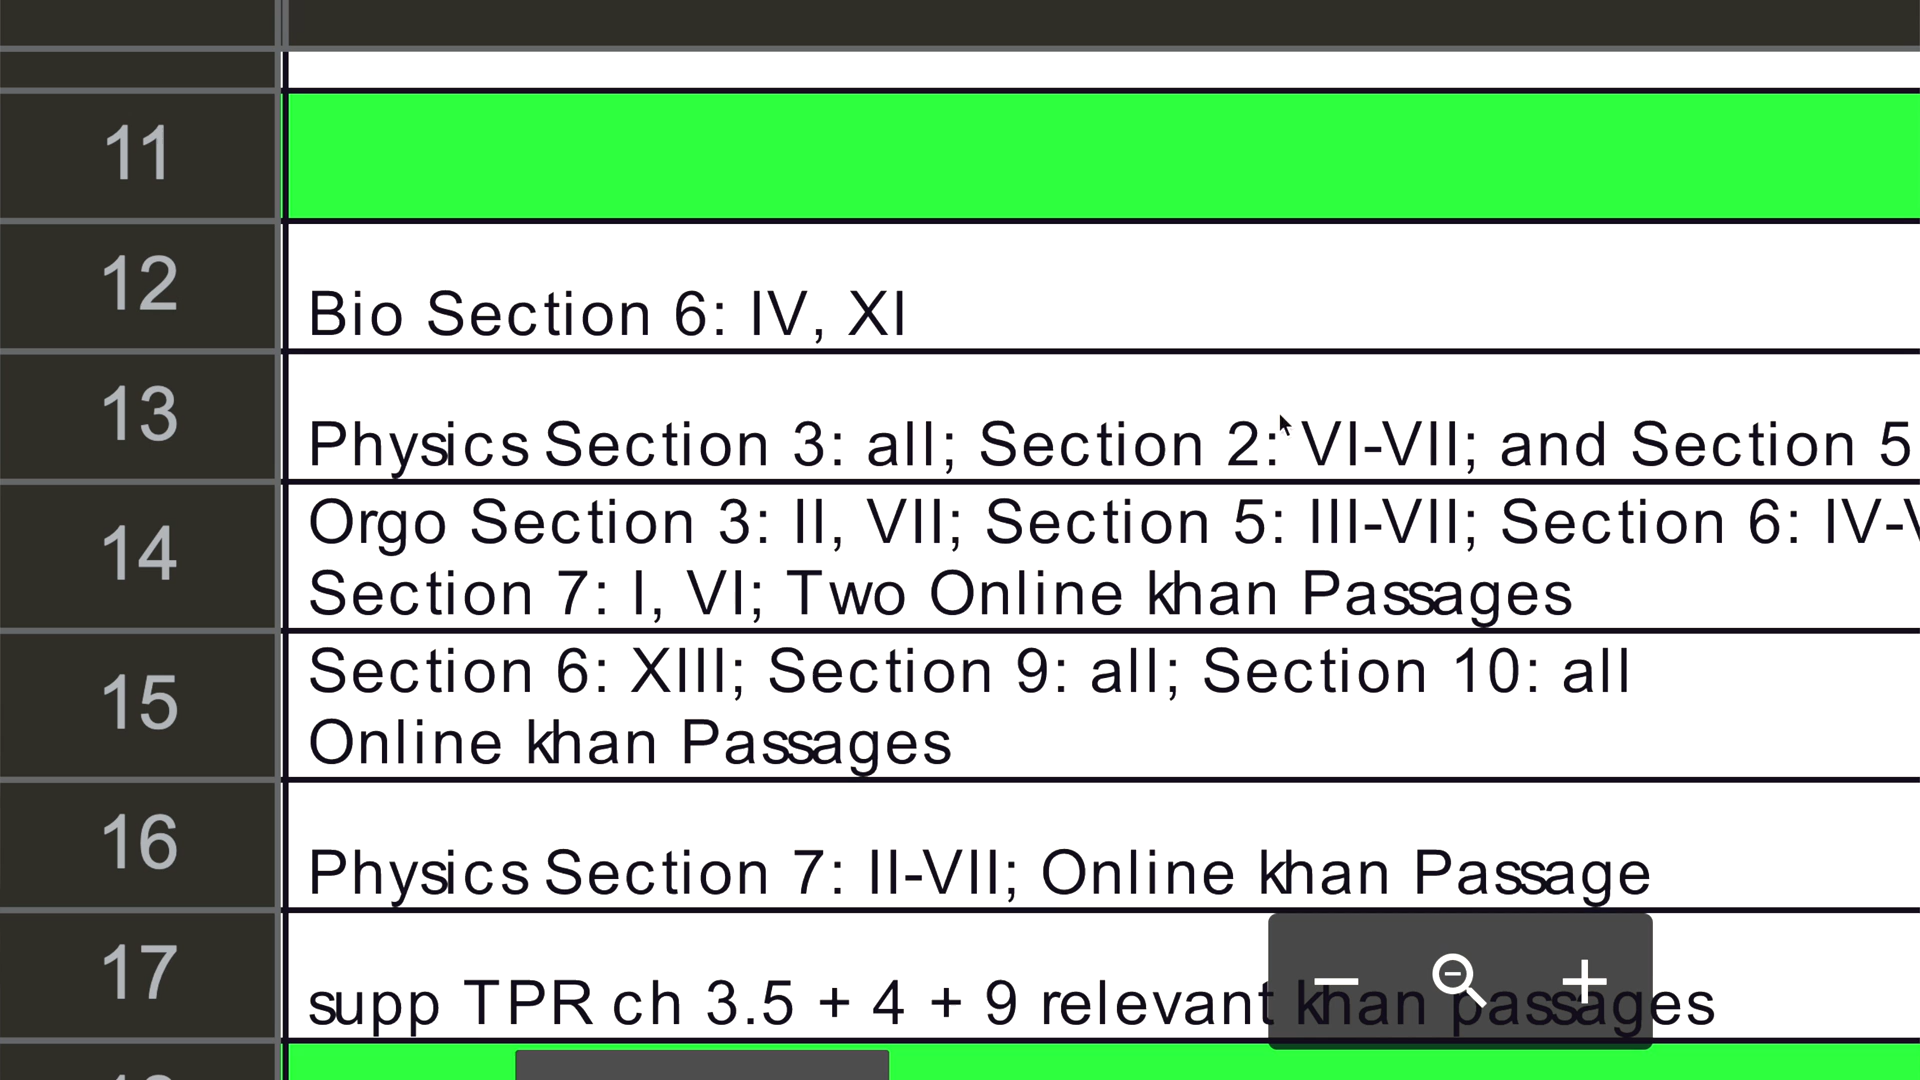 11
12
Bio Section 6: IV, XI
13
Physics Section 3: all; Section 2: VI-VII; and Section 5
14
Orgo Section 3: II, VII; Section 5: III-VII; Section 6: IV-
Section 7: I, VI; Two Online khan Passages
15
Section 6: XIII; Section 9: all; Section 10: all
Online khan Passages
16
Physics Section 7: II-VII; Online khan Passage
17
supp TPR ch 3.5 + 4 + 9 relevant khan passages